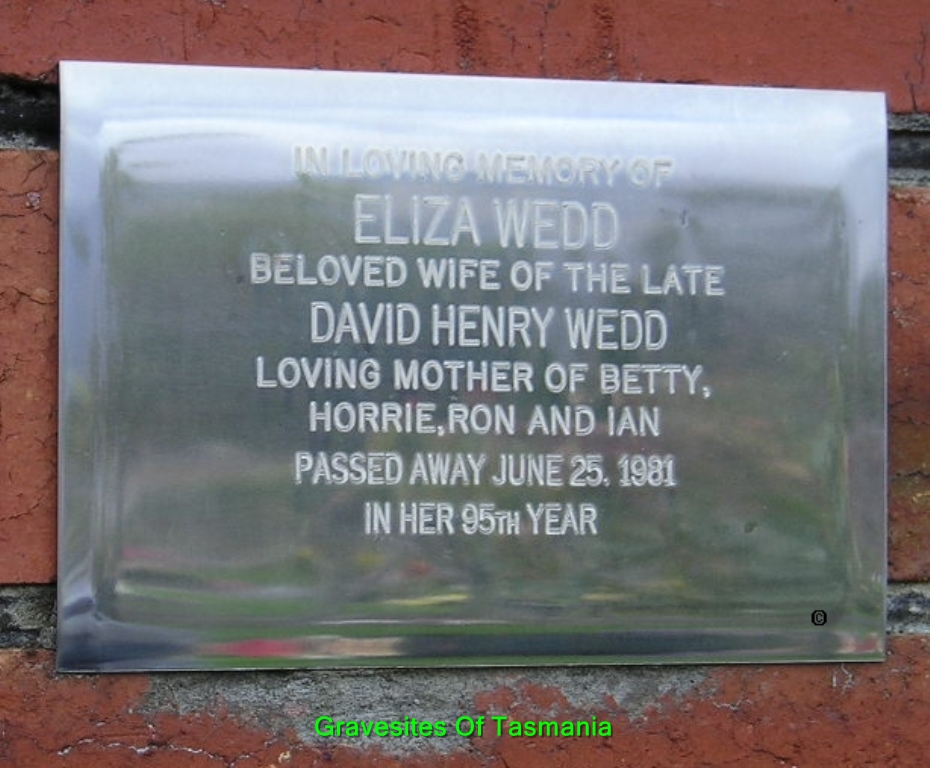 IN LOVING MEMORY OF
ELIZA WEDD
BELOVED WIFE OF THE LATE
DAVID HENRY WEDD
LOVING MOTHER OF BETTY,
HORRIE, RON AND IAN
PASSED AWAY JUNE 25. 1981
IN HER 95TH YEAR
©
Gravesites Of Tasmania